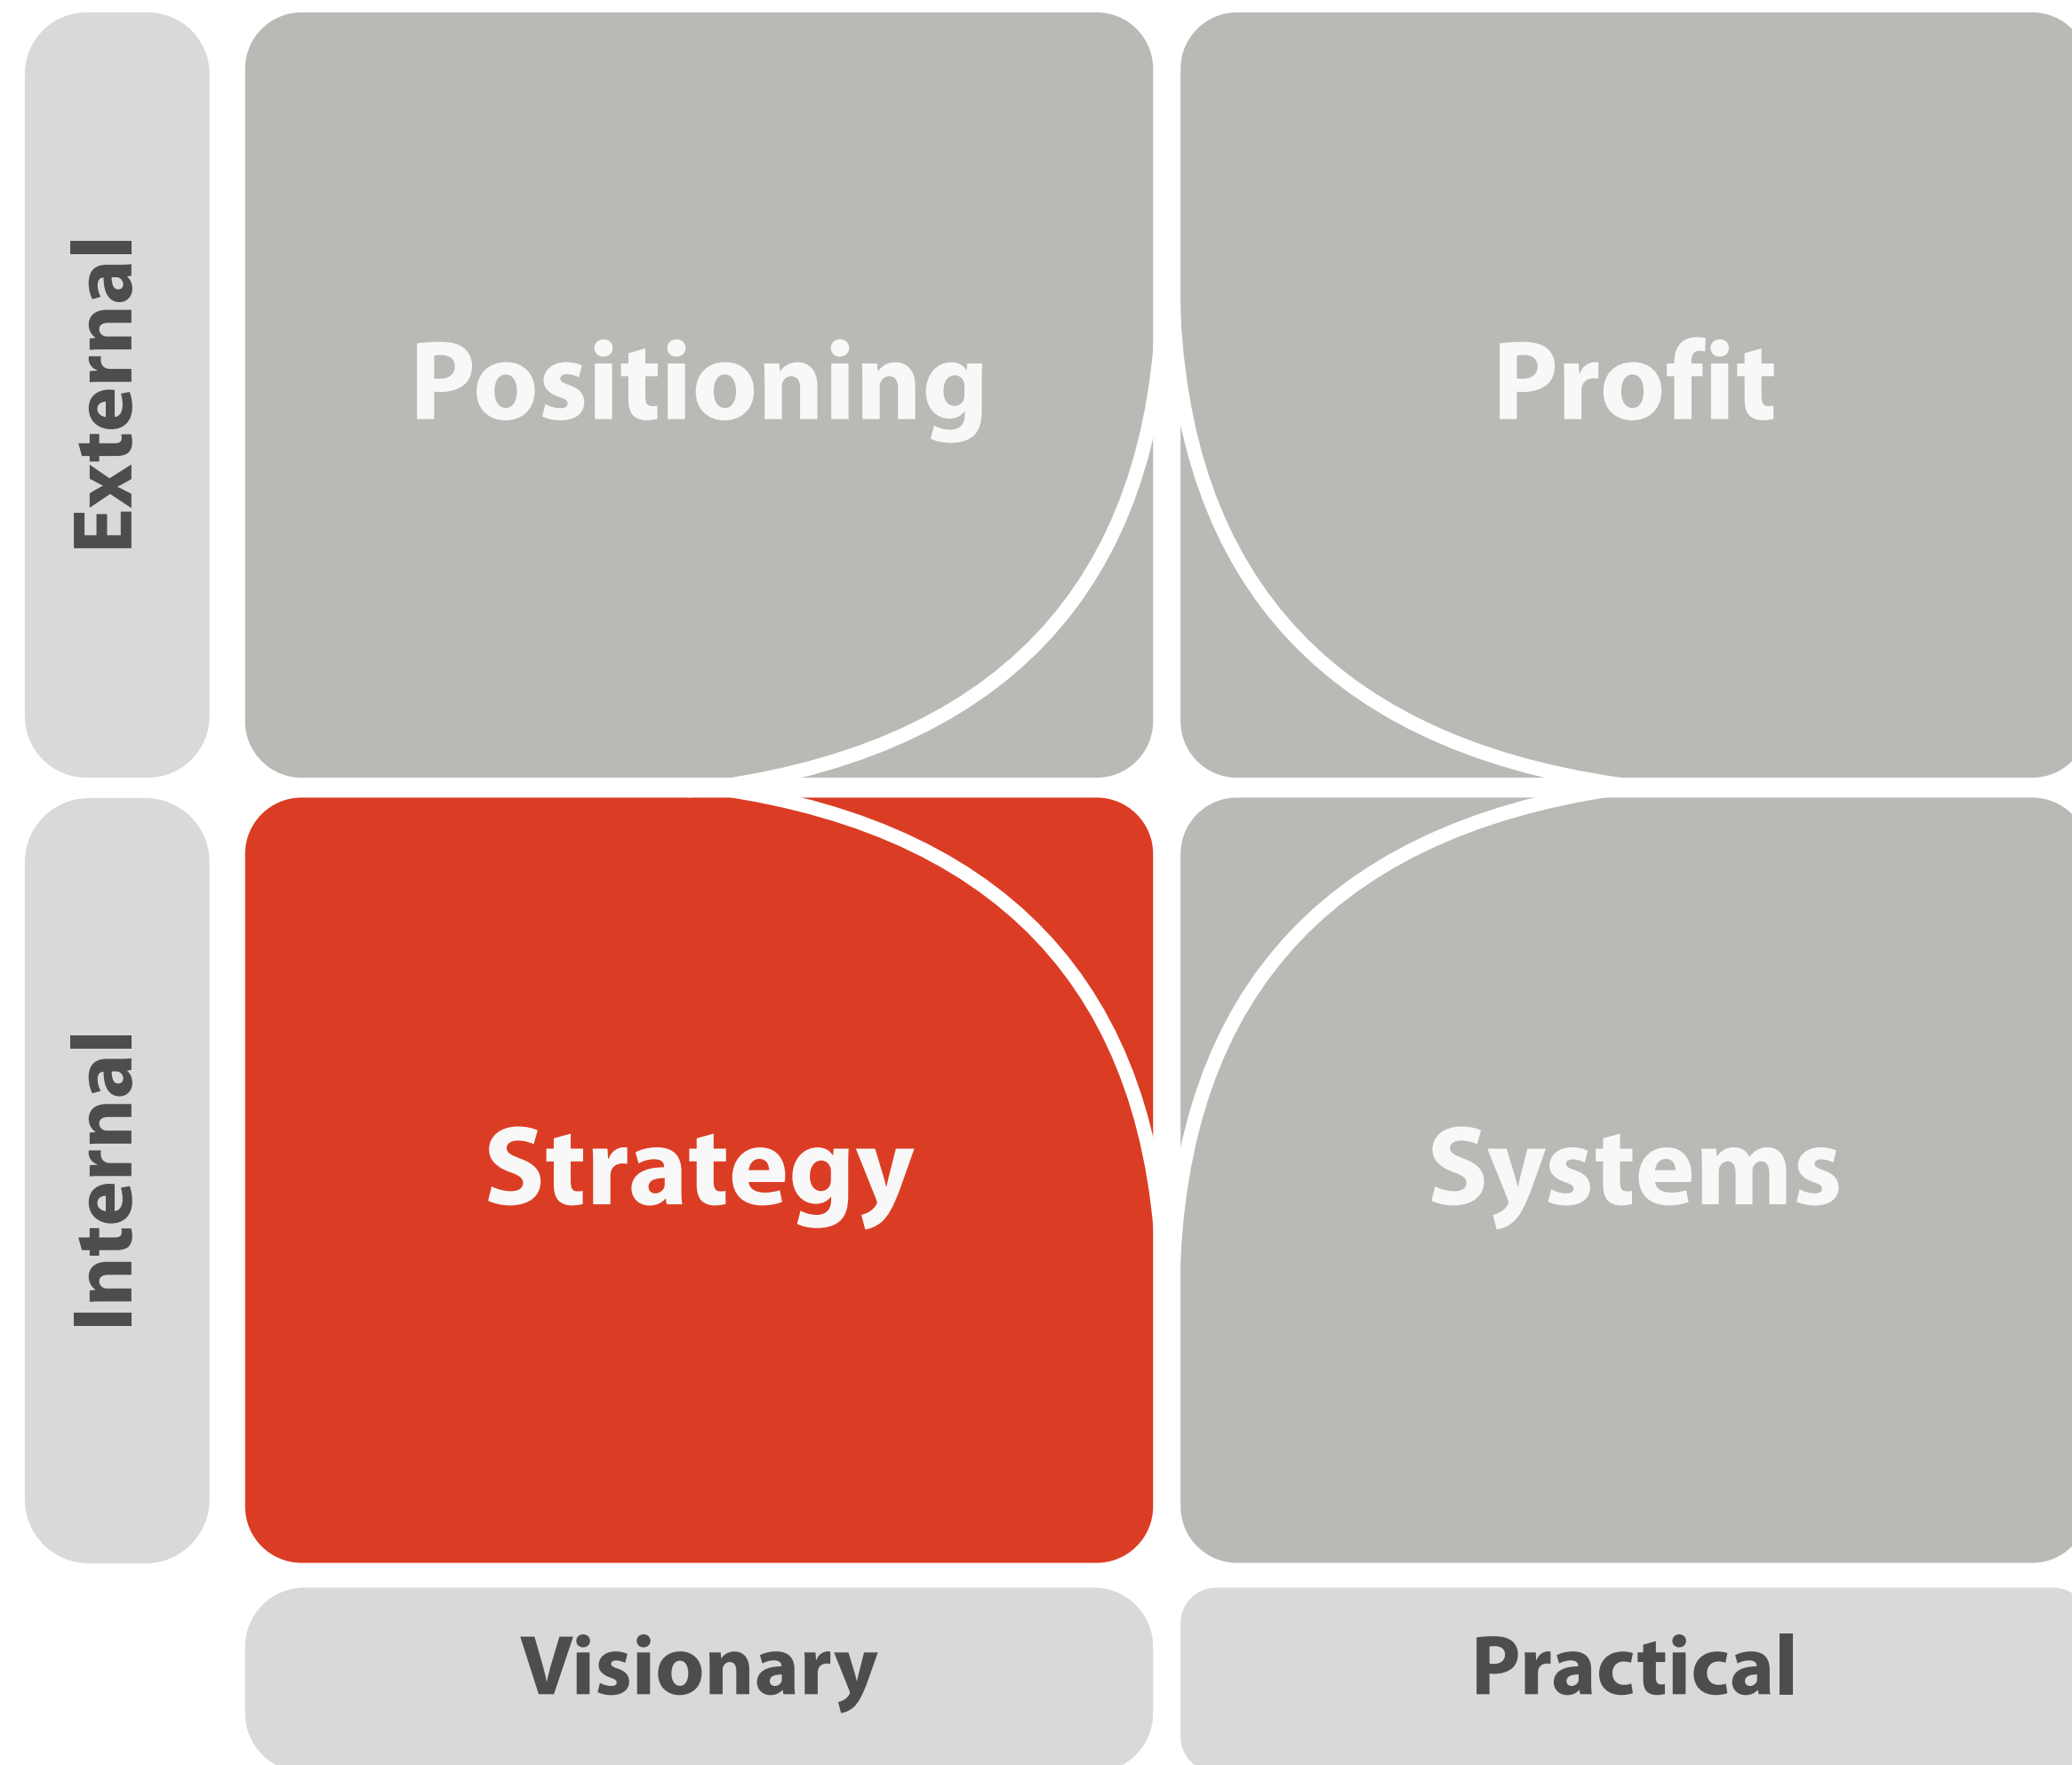 External
Positioning
Profit
Internal
Strategy
Systems
Visionary
Practical